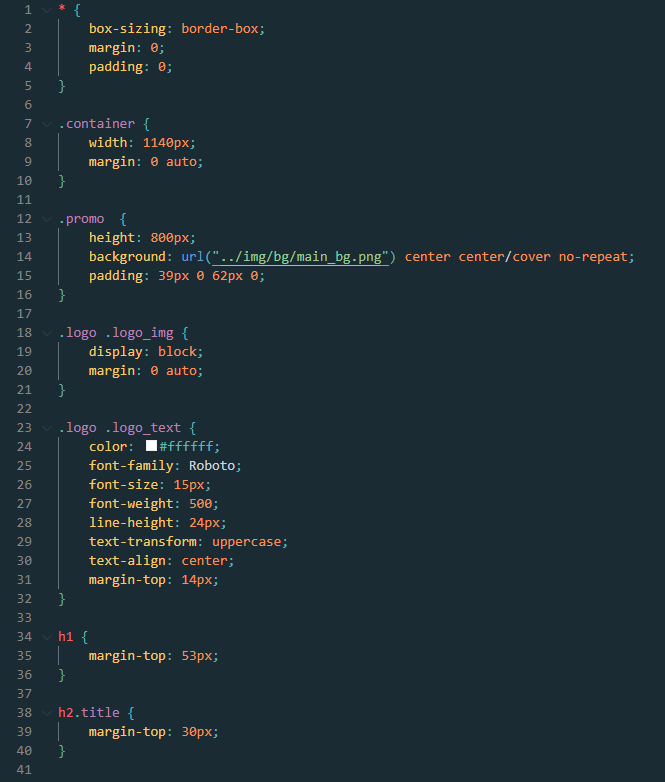 1 * {
2     box-sizing: border-box;
3     margin: 0;
4     padding: 0;
5 }
6
7 .container {
8     width: 1140px;
9     margin: 0 auto;
10 }
11
12 .promo  {
13     height: 800px;
14     background: url("../img/bg/main_bg.png") center center/cover no-repeat;
15     padding: 39px 0 62px 0;
16 }
17
18 .logo .logo_img {
19     display: block;
20     margin: 0 auto;
21 }
22
23 .logo .logo_text {
24     color: #ffffff;
25     font-family: Roboto;
26     font-size: 15px;
27     font-weight: 500;
28     line-height: 24px;
29     text-transform: uppercase;
30     text-align: center;
31     margin-top: 14px;
32 }
33
34 h1 {
35     margin-top: 53px;
36 }
37
38 h2.title {
39     margin-top: 30px;
40 }
41